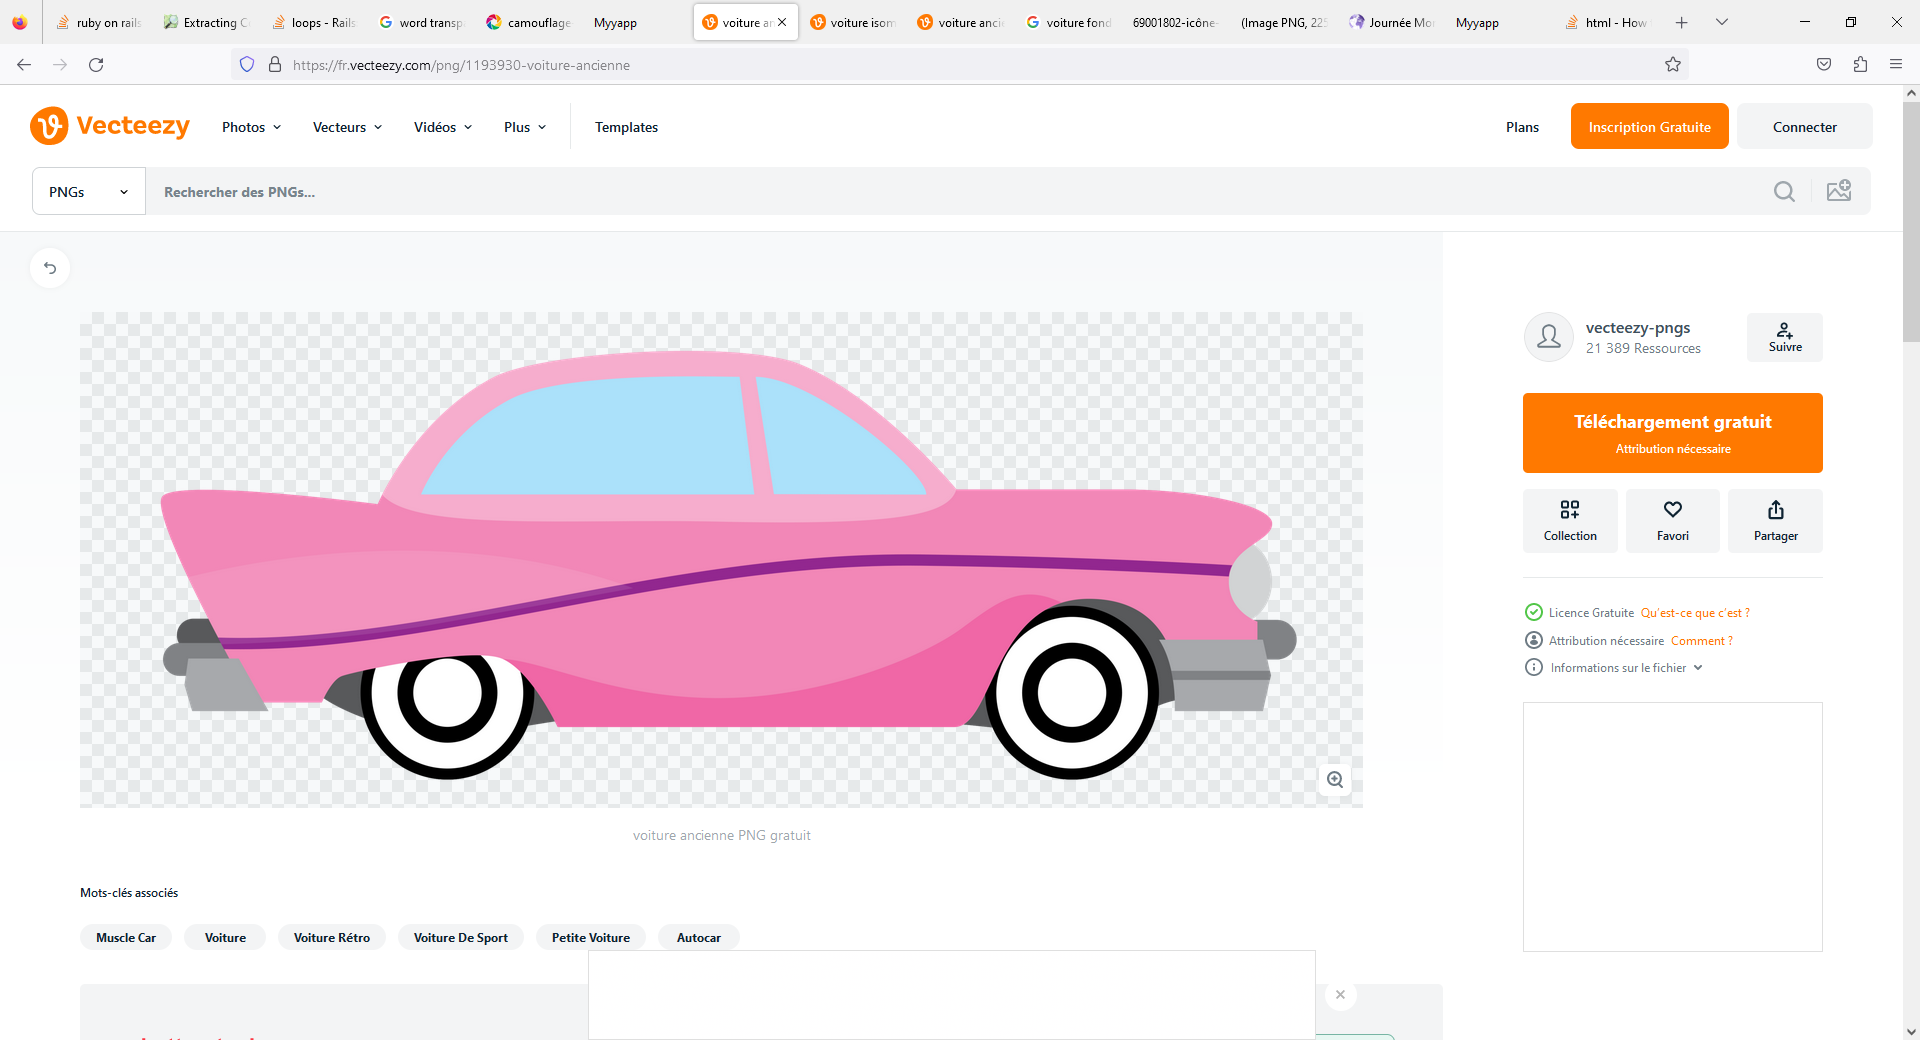 ruby on rails
Extracting C
loops - Rails
word transp
camouflage
Myyapp
voiture an
voiture isom
voiture anci
voiture fond
69001802-icône-
(Image PNG, 225
Journée Mo
Myyapp
html - How
https://fr.vecteezy.com/png/1193930-voiture-ancienne
Vecteezy
Photos
Vecteurs
Vidéos
Plus
Templates
Plans
Inscription Gratuite
Connecter
PNGs
Rechercher des PNGs...
vecteezy-pngs
21 389 Ressources
Suivre
Téléchargement gratuit
Attribution nécessaire
Collection
Favori
Partager
Licence Gratuite Qu'est-ce que c'est ?
Attribution nécessaire Comment ?
Informations sur le fichier
voiture ancienne PNG gratuit
Mots-clés associés
Muscle Car
Voiture
Voiture Rétro
Voiture De Sport
Petite Voiture
Autocar